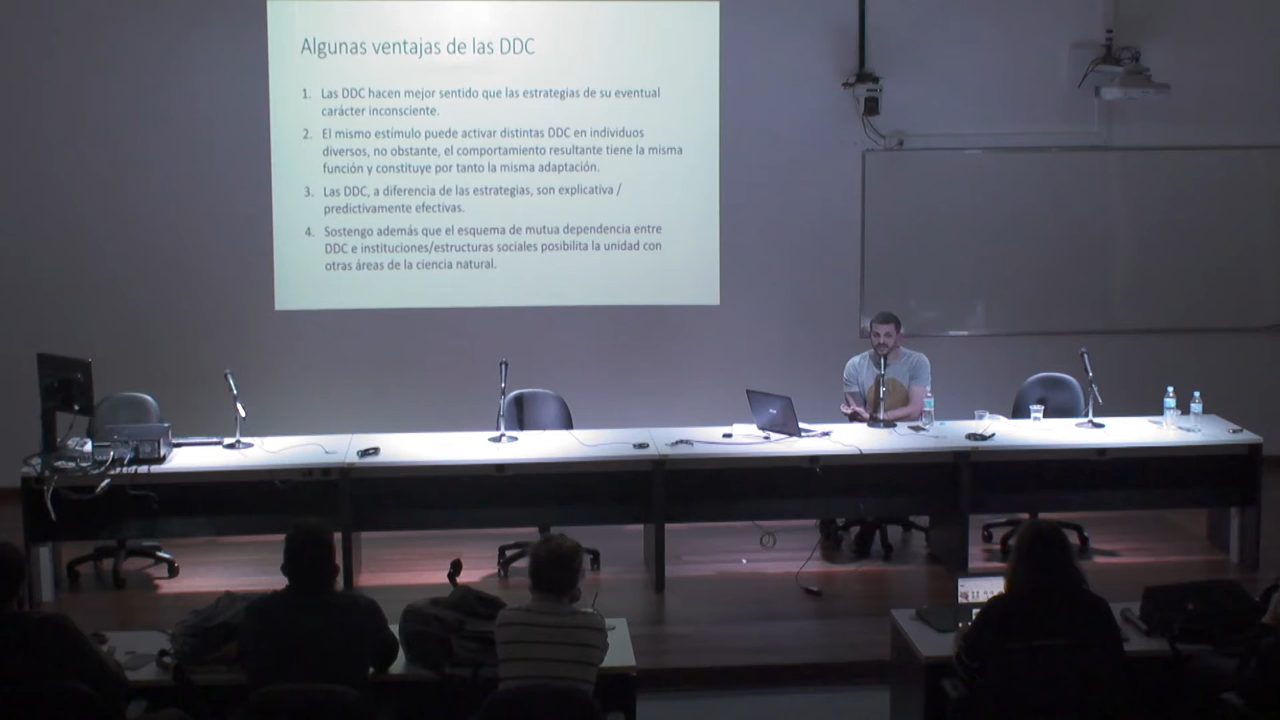 Algunas ventajas de las DDC
1. Las DDC hacen mejor sentido que las estrategias de su eventual
carácter inconsciente.
2. El mismo estímulo puede activar distintas DDC en individuos
diversos, no obstante, el comportamiento resultante tiene la misma
función y constituye por tanto la misma adaptación.
3. Las DDC, a diferencia de las estrategias, son explicativa /
predictivamente efectivas.
4. Sostengo además que el esquema de mutua dependencia entre
DDC e instituciones/estructuras sociales posibilita la unidad con
otras áreas de la ciencia natural.